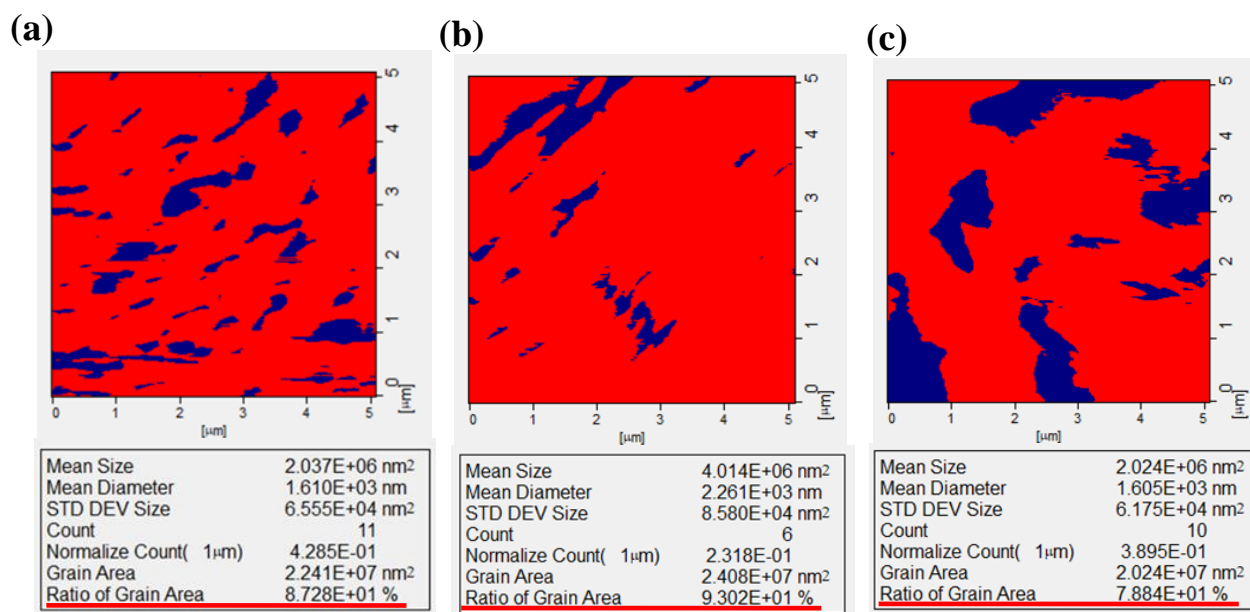 (a)
(b)
(c)
5
4
3
2
1
0
[μm]
0 1 2 3 4 5
[μm]
5
4
3
2
1
0
[μm]
0 1 2 3 4 5
[μm]
5
4
3
2
1
0
[μm]
0 1 2 3 4 5
[μm]
Mean Size 2.037E+06 nm²
Mean Diameter 1.610E+03 nm
STD DEV Size 6.555E+04 nm²
Count 11
Normalize Count( 1μm) 4.285E-01
Grain Area 2.241E+07 nm²
Ratio of Grain Area 8.728E+01 %
Mean Size 4.014E+06 nm²
Mean Diameter 2.261E+03 nm
STD DEV Size 8.580E+04 nm²
Count 6
Normalize Count( 1μm) 2.318E-01
Grain Area 2.408E+07 nm²
Ratio of Grain Area 9.302E+01 %
Mean Size 2.024E+06 nm²
Mean Diameter 1.605E+03 nm
STD DEV Size 6.175E+04 nm²
Count 10
Normalize Count( 1μm) 3.895E-01
Grain Area 2.024E+07 nm²
Ratio of Grain Area 7.884E+01 %